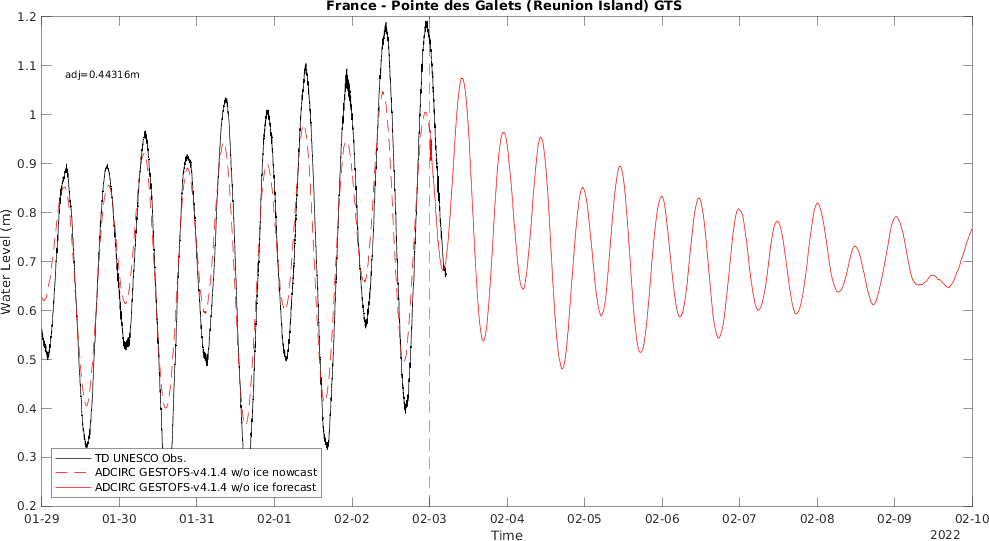 France - Pointe des Galets (Reunion Island) GTS
1.2
1.1
1
0.9
0.8
0.7
0.6
0.5
0.4
0.3
0.2
Water Level (m)
adj=0.44316m
TD UNESCO Obs.
ADCIRC GESTOFS-v4.1.4 w/o ice nowcast
ADCIRC GESTOFS-v4.1.4 w/o ice forecast
01-29 01-30 01-31 02-01 02-02 02-03 02-04 02-05 02-06 02-07 02-08 02-09 02-10
Time
2022